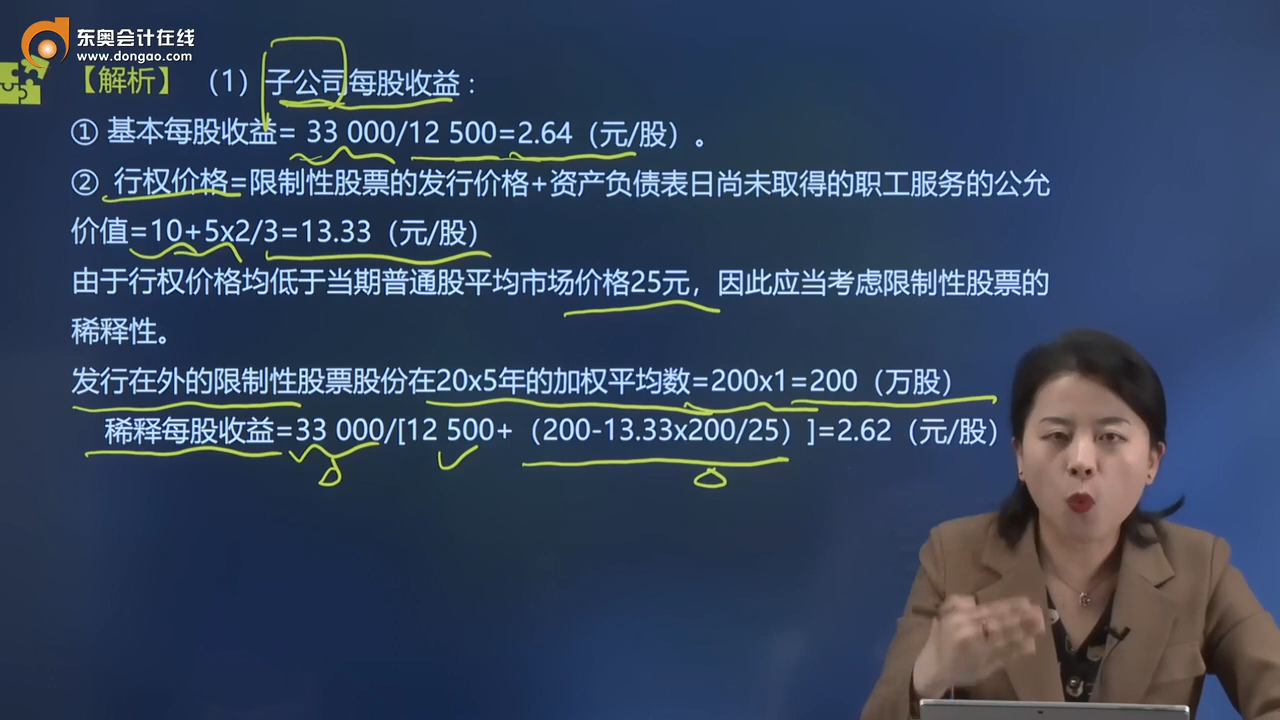 东奥会计在线
www.dongao.com
【解析】（1）子公司每股收益：
① 基本每股收益= 33 000/12 500=2.64（元/股）。
② 行权价格=限制性股票的发行价格+资产负债表日尚未取得的职工服务的公允
价值=10+5x2/3=13.33（元/股）
由于行权价格均低于当期普通股平均市场价格25元，因此应当考虑限制性股票的
稀释性。
发行在外的限制性股票股份在20x5年的加权平均数=200x1=200（万股）
稀释每股收益=33 000/[12 500+（200-13.33x200/25）]=2.62（元/股）